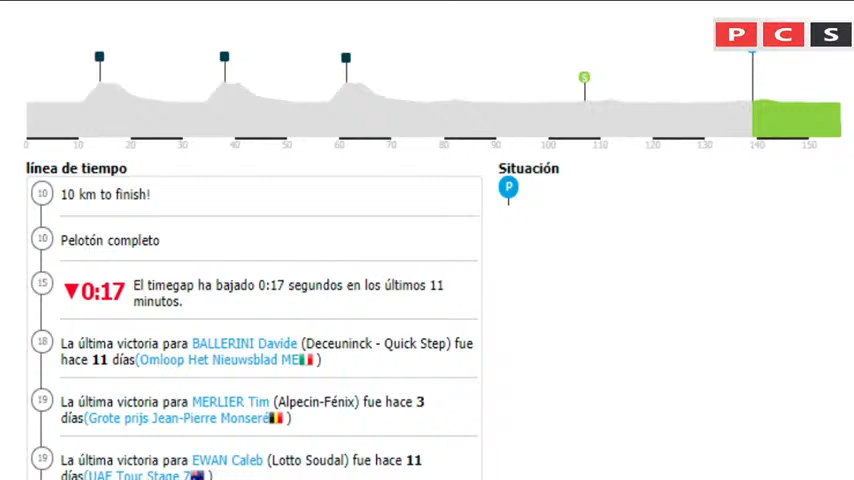 P C S
S
0 10 20 30 40 50 60 70 80 90 100 110 120 130 140 150
línea de tiempo
Situación
P
10 10 km to finish!
10 Pelotón completo
15 ▼0:17 El timegap ha bajado 0:17 segundos en los últimos 11
minutos.
18 La última victoria para BALLERINI Davide (Deceuninck - Quick Step) fue
hace 11 días(Omloop Het Nieuwsblad ME )
19 La última victoria para MERLIER Tim (Alpecin-Fénix) fue hace 3
días(Grote prijs Jean-Pierre Monseré )
19 La última victoria para EWAN Caleb (Lotto Soudal) fue hace 11
días(UAE Tour Stage 7 )